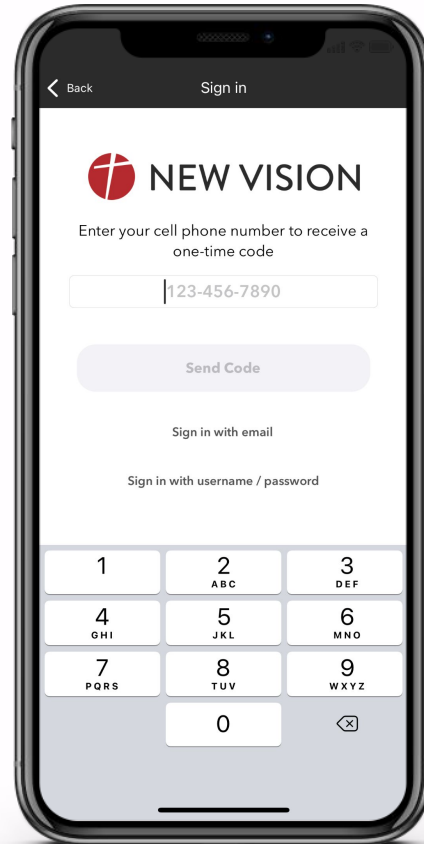 Back
Sign in
NEW VISION
Enter your cell phone number to receive a
one-time code
123-456-7890
Send Code
Sign in with email
Sign in with username / password
1
2
ABC
3
DEF
4
GHI
5
JKL
6
MNO
7
PQRS
8
TUV
9
WXYZ
0